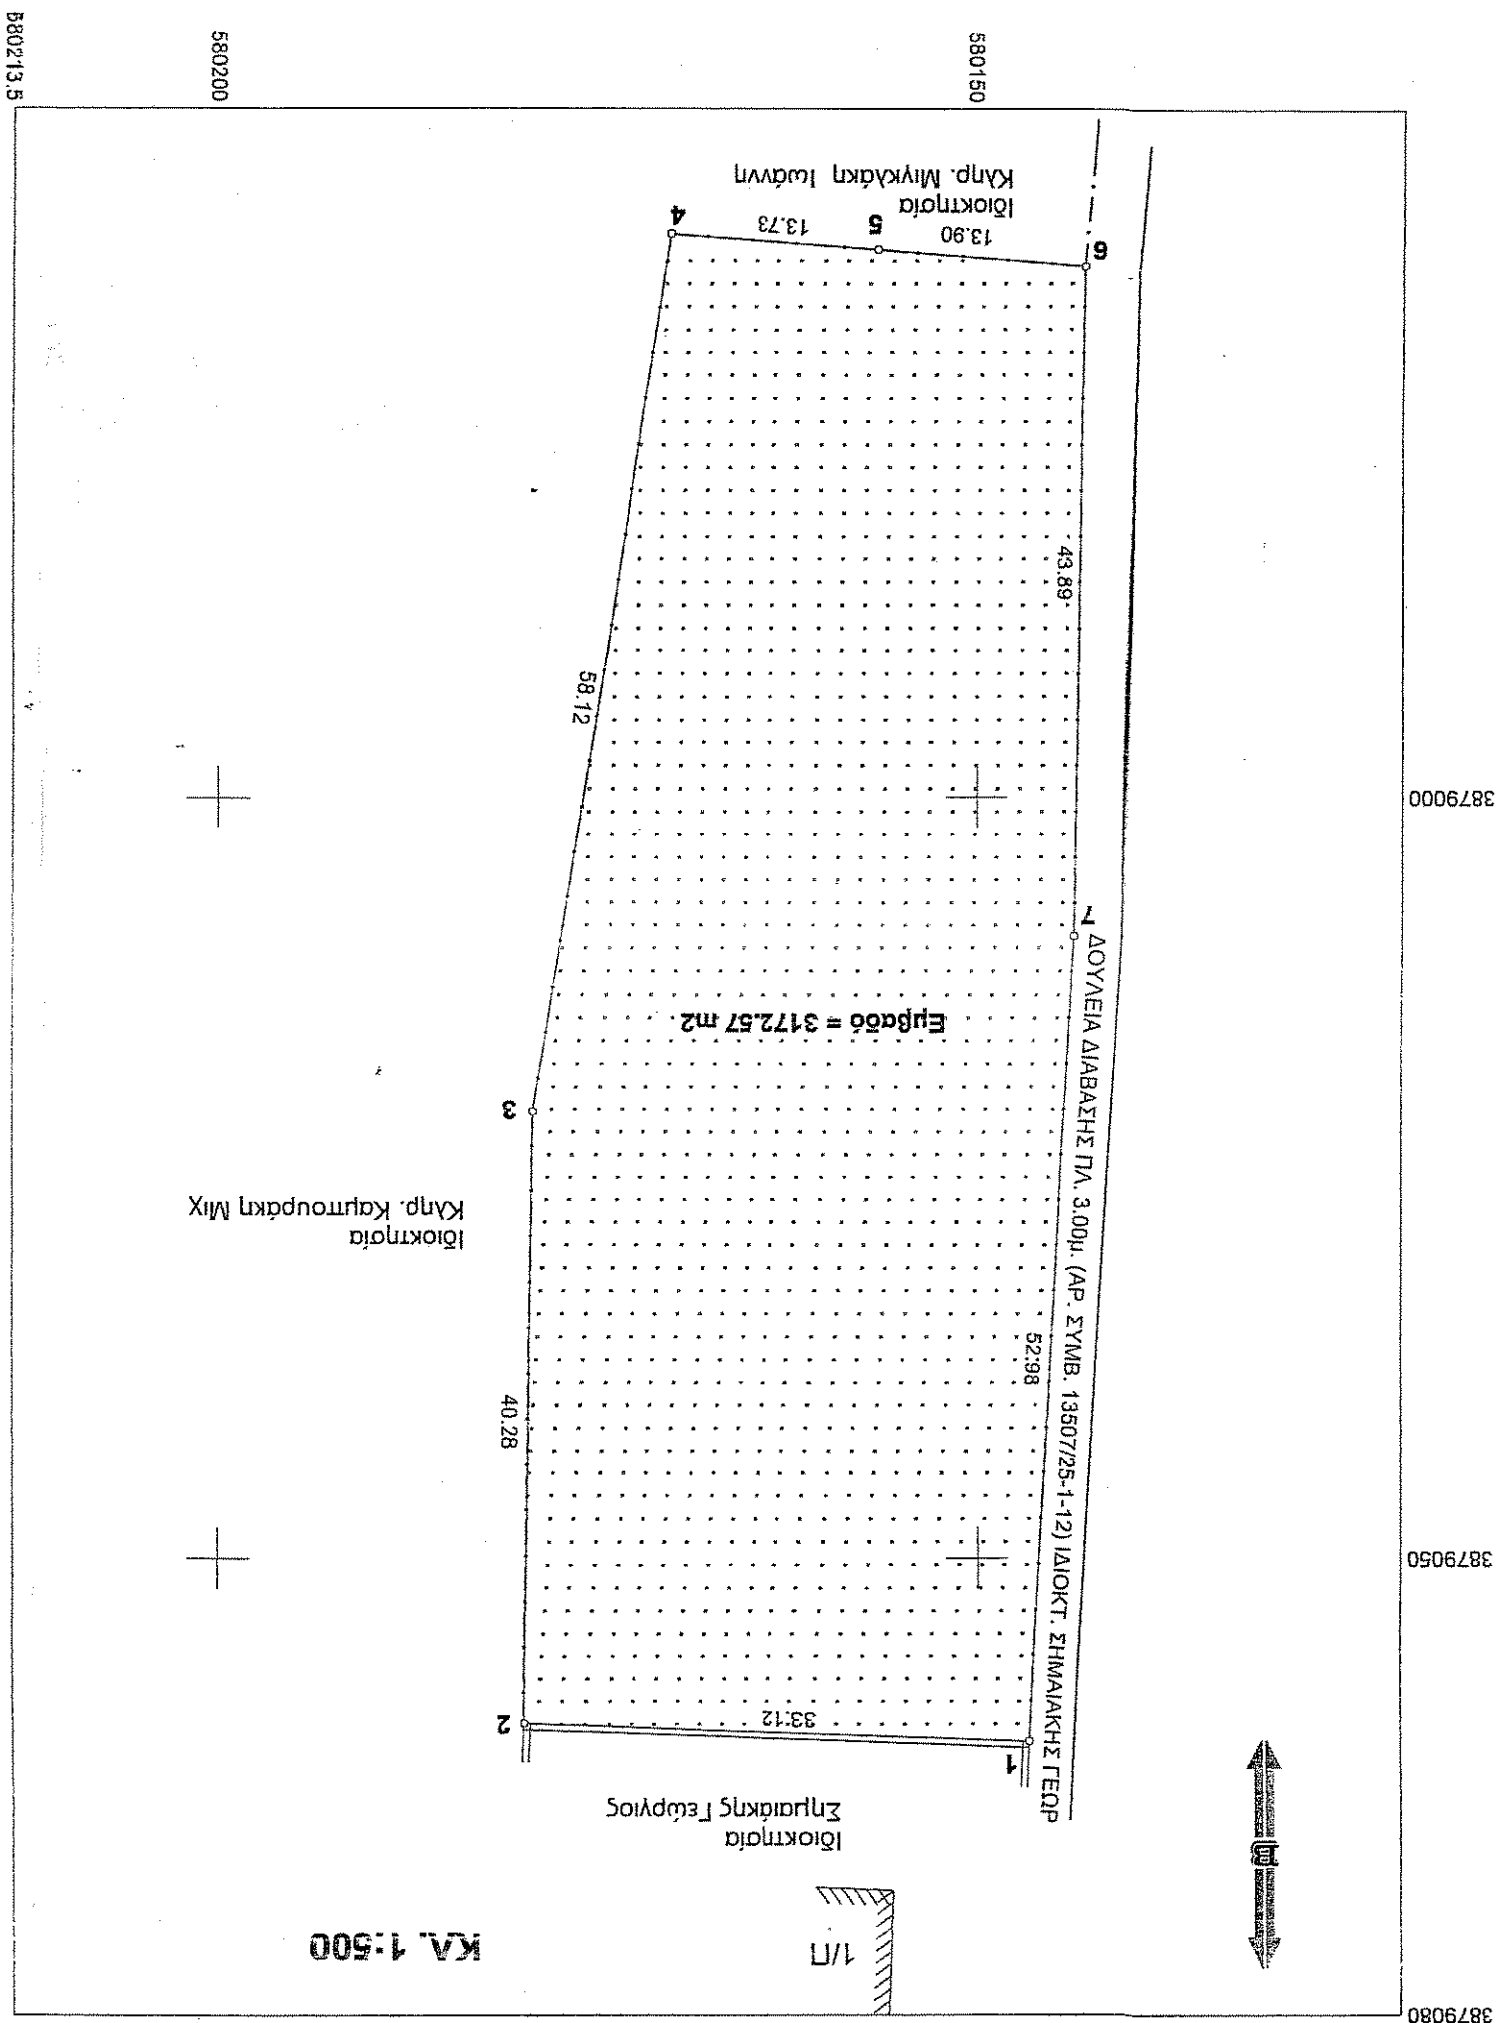 3879080
ΚΛ. 1:500
1/Π
Β
Ιδιοκτησία
Σημαιάκης Γεώργιος
1
33.12
2
3879050
52.98
40.28
ΔΟΥΛΕΙΑ ΔΙΑΒΑΣΗΣ ΠΛ. 3.00μ. (ΑΡ. ΣΥΜΒ. 13507/25-1-12) ΙΔΙΟΚΤ. ΣΗΜΑΙΑΚΗΣ ΓΕΩΡ
Ιδιοκτησία
Κληρ. Καμπουράκη Μιχ
3
Εμβαδό = 3172.57 m2
7
3879000
58.12
43.89
6
13.90
5
13.73
4
Ιδιοκτησία
Κληρ. Μιγκλάκη Ιωάννη
580150
580200
580213.5